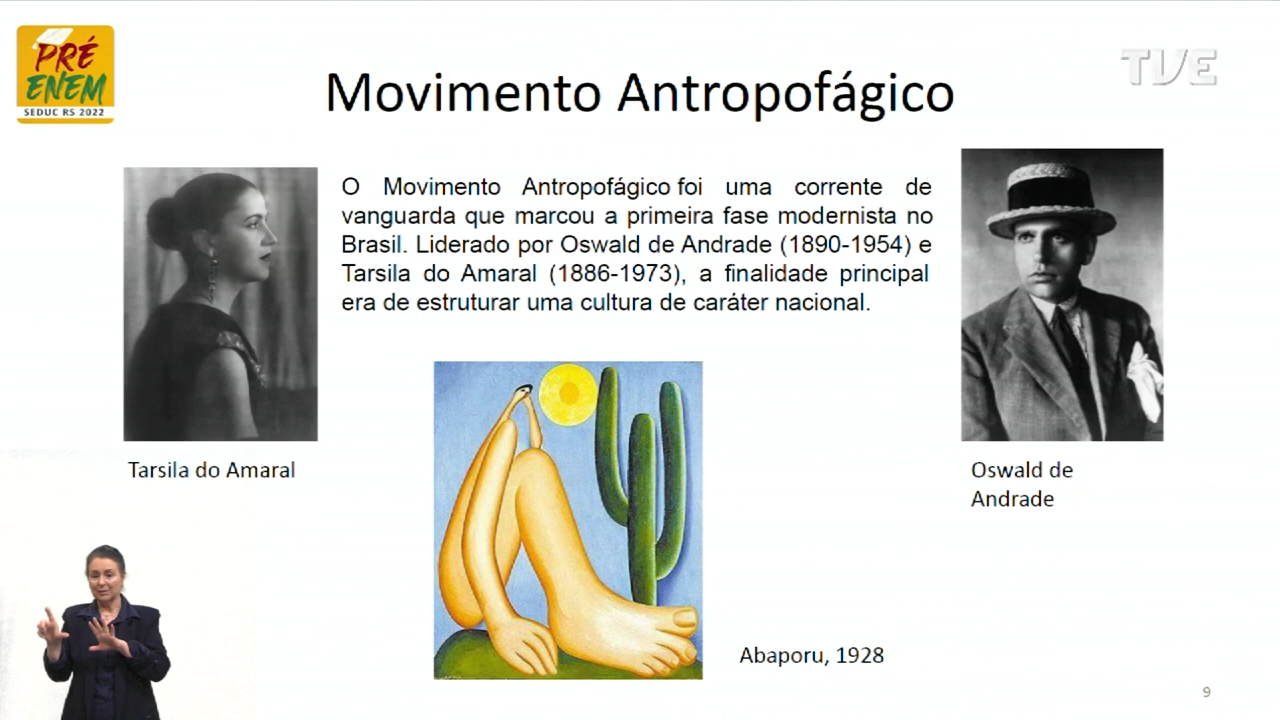 PRÉ
ENEM
SEDUC RS 2022
TVE
Movimento Antropofágico
O Movimento Antropofágico foi uma corrente de
vanguarda que marcou a primeira fase modernista no
Brasil. Liderado por Oswald de Andrade (1890-1954) e
Tarsila do Amaral (1886-1973), a finalidade principal
era de estruturar uma cultura de caráter nacional.
Tarsila do Amaral
Oswald de
Andrade
Abaporu, 1928
9